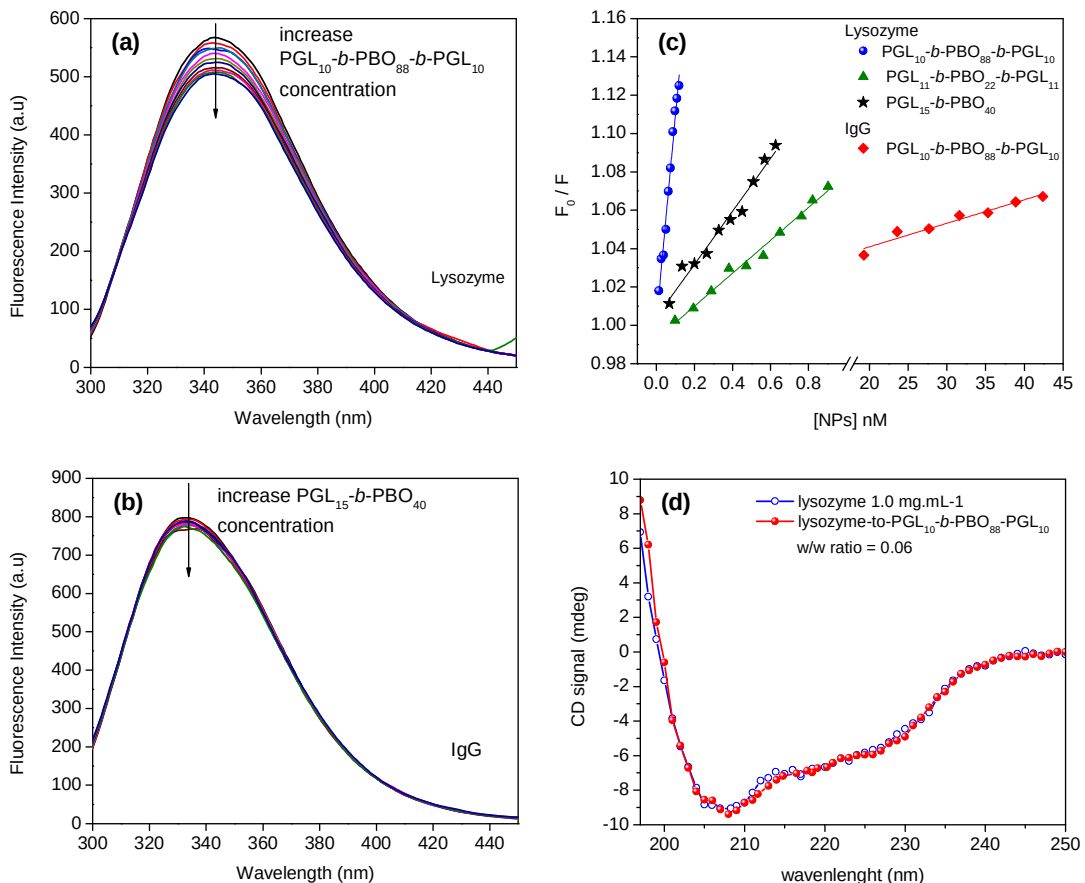 (a)
increase
PGL10-b-PBO88-b-PGL10
concentration
Lysozyme
Fluorescence Intensity (a.u)
600
500
400
300
200
100
0
300 320 340 360 380 400 420 440
Wavelength (nm)
(c)
Lysozyme
PGL10-b-PBO88-b-PGL10
PGL11-b-PBO22-b-PGL11
PGL15-b-PBO40
IgG
PGL10-b-PBO88-b-PGL10
F0 / F
1.16
1.14
1.12
1.10
1.08
1.06
1.04
1.02
1.00
0.98
0.0 0.2 0.4 0.6 0.8 20 25 30 35 40 45
[NPs] nM
(b)
increase PGL15-b-PBO40
concentration
IgG
Fluorescence Intensity (a.u)
900
800
700
600
500
400
300
200
100
0
300 320 340 360 380 400 420 440
Wavelength (nm)
(d)
lysozyme 1.0 mg.mL-1
lysozyme-to-PGL10-b-PBO88-PGL10
w/w ratio = 0.06
CD signal (mdeg)
10
8
6
4
2
0
-2
-4
-6
-8
-10
200 210 220 230 240 250
wavenlenght (nm)